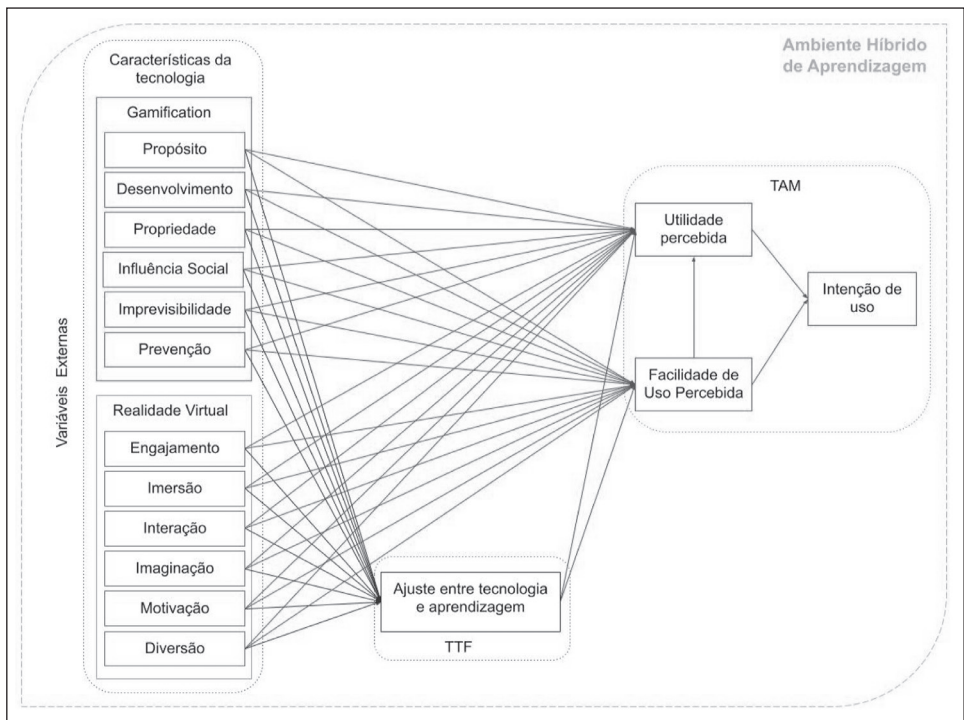 Ambiente Híbrido
de Aprendizagem
Variáveis Externas
Características da
tecnologia
Gamification
Propósito
Desenvolvimento
Propriedade
Influência Social
Imprevisibilidade
Prevenção
Realidade Virtual
Engajamento
Imersão
Interação
Imaginação
Motivação
Diversão
Ajuste entre tecnologia
e aprendizagem
TTF
TAM
Utilidade
percebida
Facilidade de
Uso Percebida
Intenção de
uso